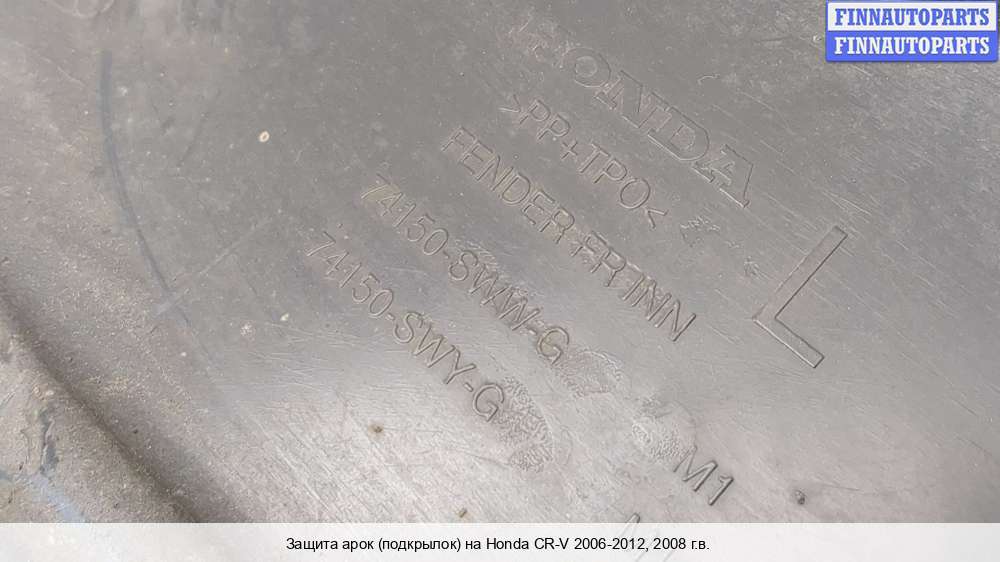 FINNAUTOPARTS
FINNAUTOPARTS
HONDA
>PP+TPO<
FENDER FR INN
74150-SWW-G
74150-SWY-G
L
M1
Защита арок (подкрылок) на Honda CR-V 2006-2012, 2008 г.в.